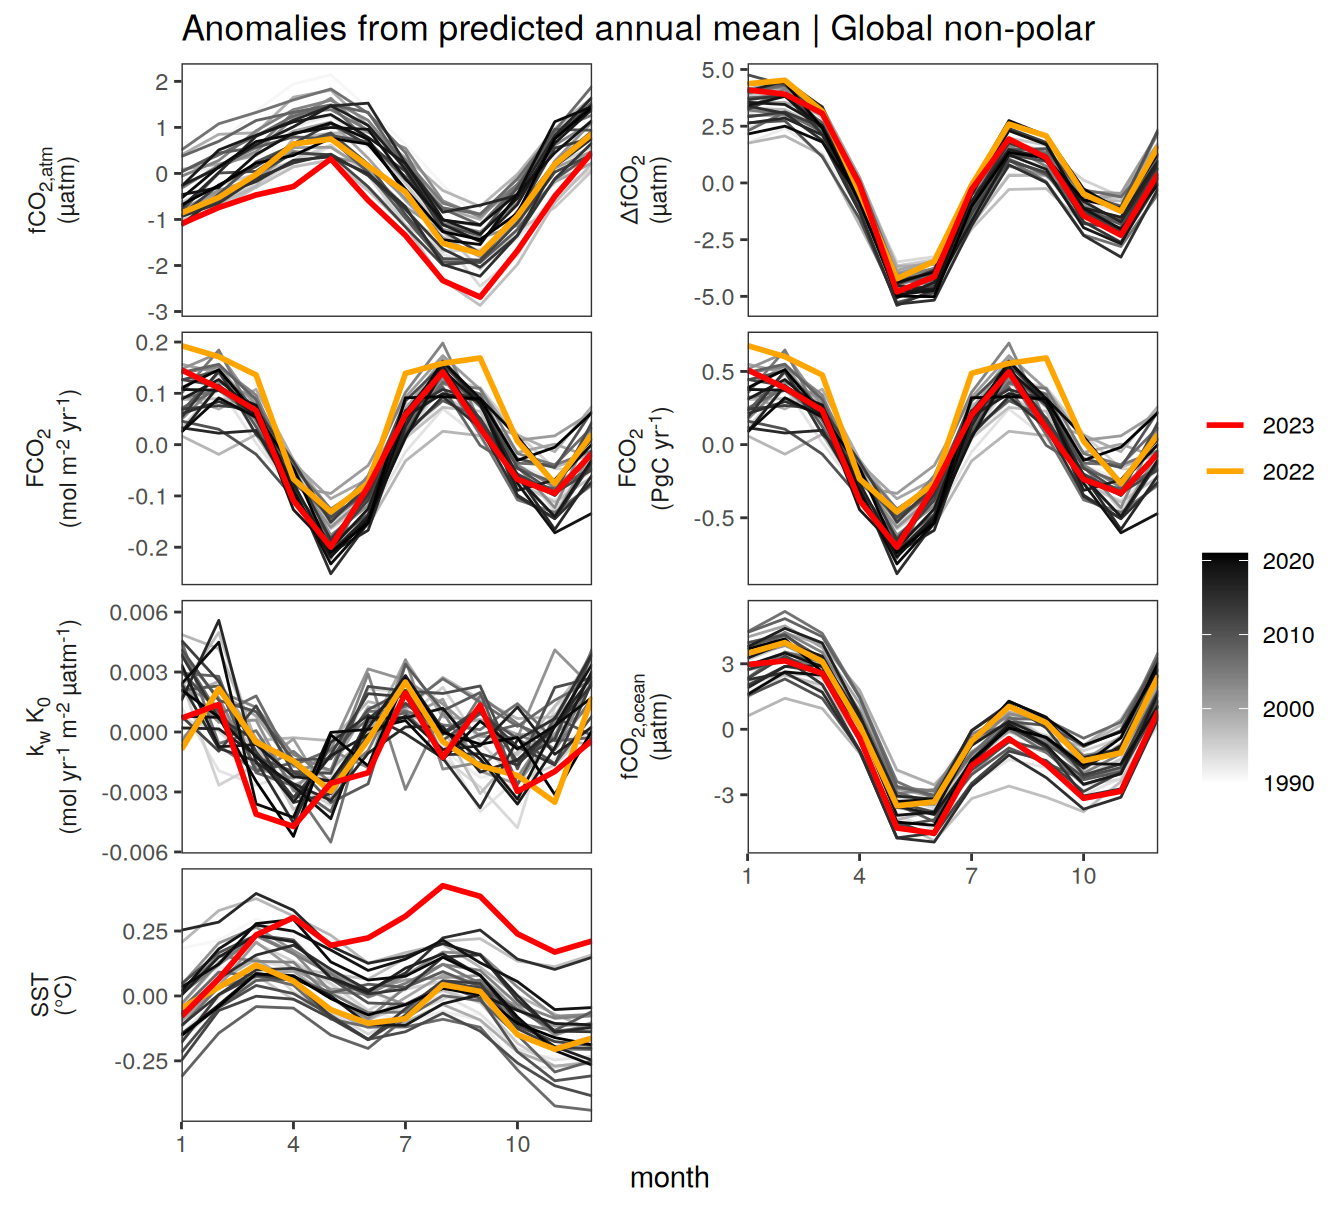 Anomalies from predicted annual mean | Global non-polar
fCO2,atm
(µatm)
2
1
0
-1
-2
-3
ΔfCO2
(µatm)
5.0
2.5
0.0
-2.5
-5.0
FCO2
(mol m-2 yr-1)
0.2
0.1
0.0
-0.1
-0.2
FCO2
(PgC yr-1)
0.5
0.0
-0.5
kw K0
(mol yr-1 m-2 µatm-1)
0.006
0.003
0.000
-0.003
-0.006
fCO2,ocean
(µatm)
3
0
-3
1 4 7 10
SST
(°C)
0.25
0.00
-0.25
1 4 7 10
month
2023
2022
2020
2010
2000
1990